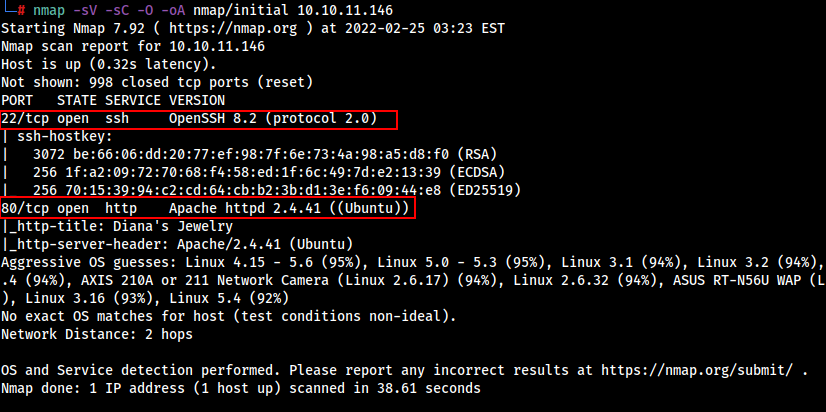 └─# nmap -sV -sC -O -oA nmap/initial 10.10.11.146
Starting Nmap 7.92 ( https://nmap.org ) at 2022-02-25 03:23 EST
Nmap scan report for 10.10.11.146
Host is up (0.32s latency).
Not shown: 998 closed tcp ports (reset)
PORT   STATE SERVICE VERSION
22/tcp open  ssh     OpenSSH 8.2 (protocol 2.0)
| ssh-hostkey:
|   3072 be:66:06:dd:20:77:ef:98:7f:6e:73:4a:98:a5:d8:f0 (RSA)
|   256 1f:a2:09:72:70:68:f4:58:ed:1f:6c:49:7d:e2:13:39 (ECDSA)
|   256 70:15:39:94:c2:cd:64:cb:b2:3b:d1:3e:f6:09:44:e8 (ED25519)
80/tcp open  http    Apache httpd 2.4.41 ((Ubuntu))
|_http-title: Diana's Jewelry
|_http-server-header: Apache/2.4.41 (Ubuntu)
Aggressive OS guesses: Linux 4.15 - 5.6 (95%), Linux 5.0 - 5.3 (95%), Linux 3.1 (94%), Linux 3.2 (94%),
.4 (94%), AXIS 210A or 211 Network Camera (Linux 2.6.17) (94%), Linux 2.6.32 (94%), ASUS RT-N56U WAP (L
), Linux 3.16 (93%), Linux 5.4 (92%)
No exact OS matches for host (test conditions non-ideal).
Network Distance: 2 hops
OS and Service detection performed. Please report any incorrect results at https://nmap.org/submit/ .
Nmap done: 1 IP address (1 host up) scanned in 38.61 seconds